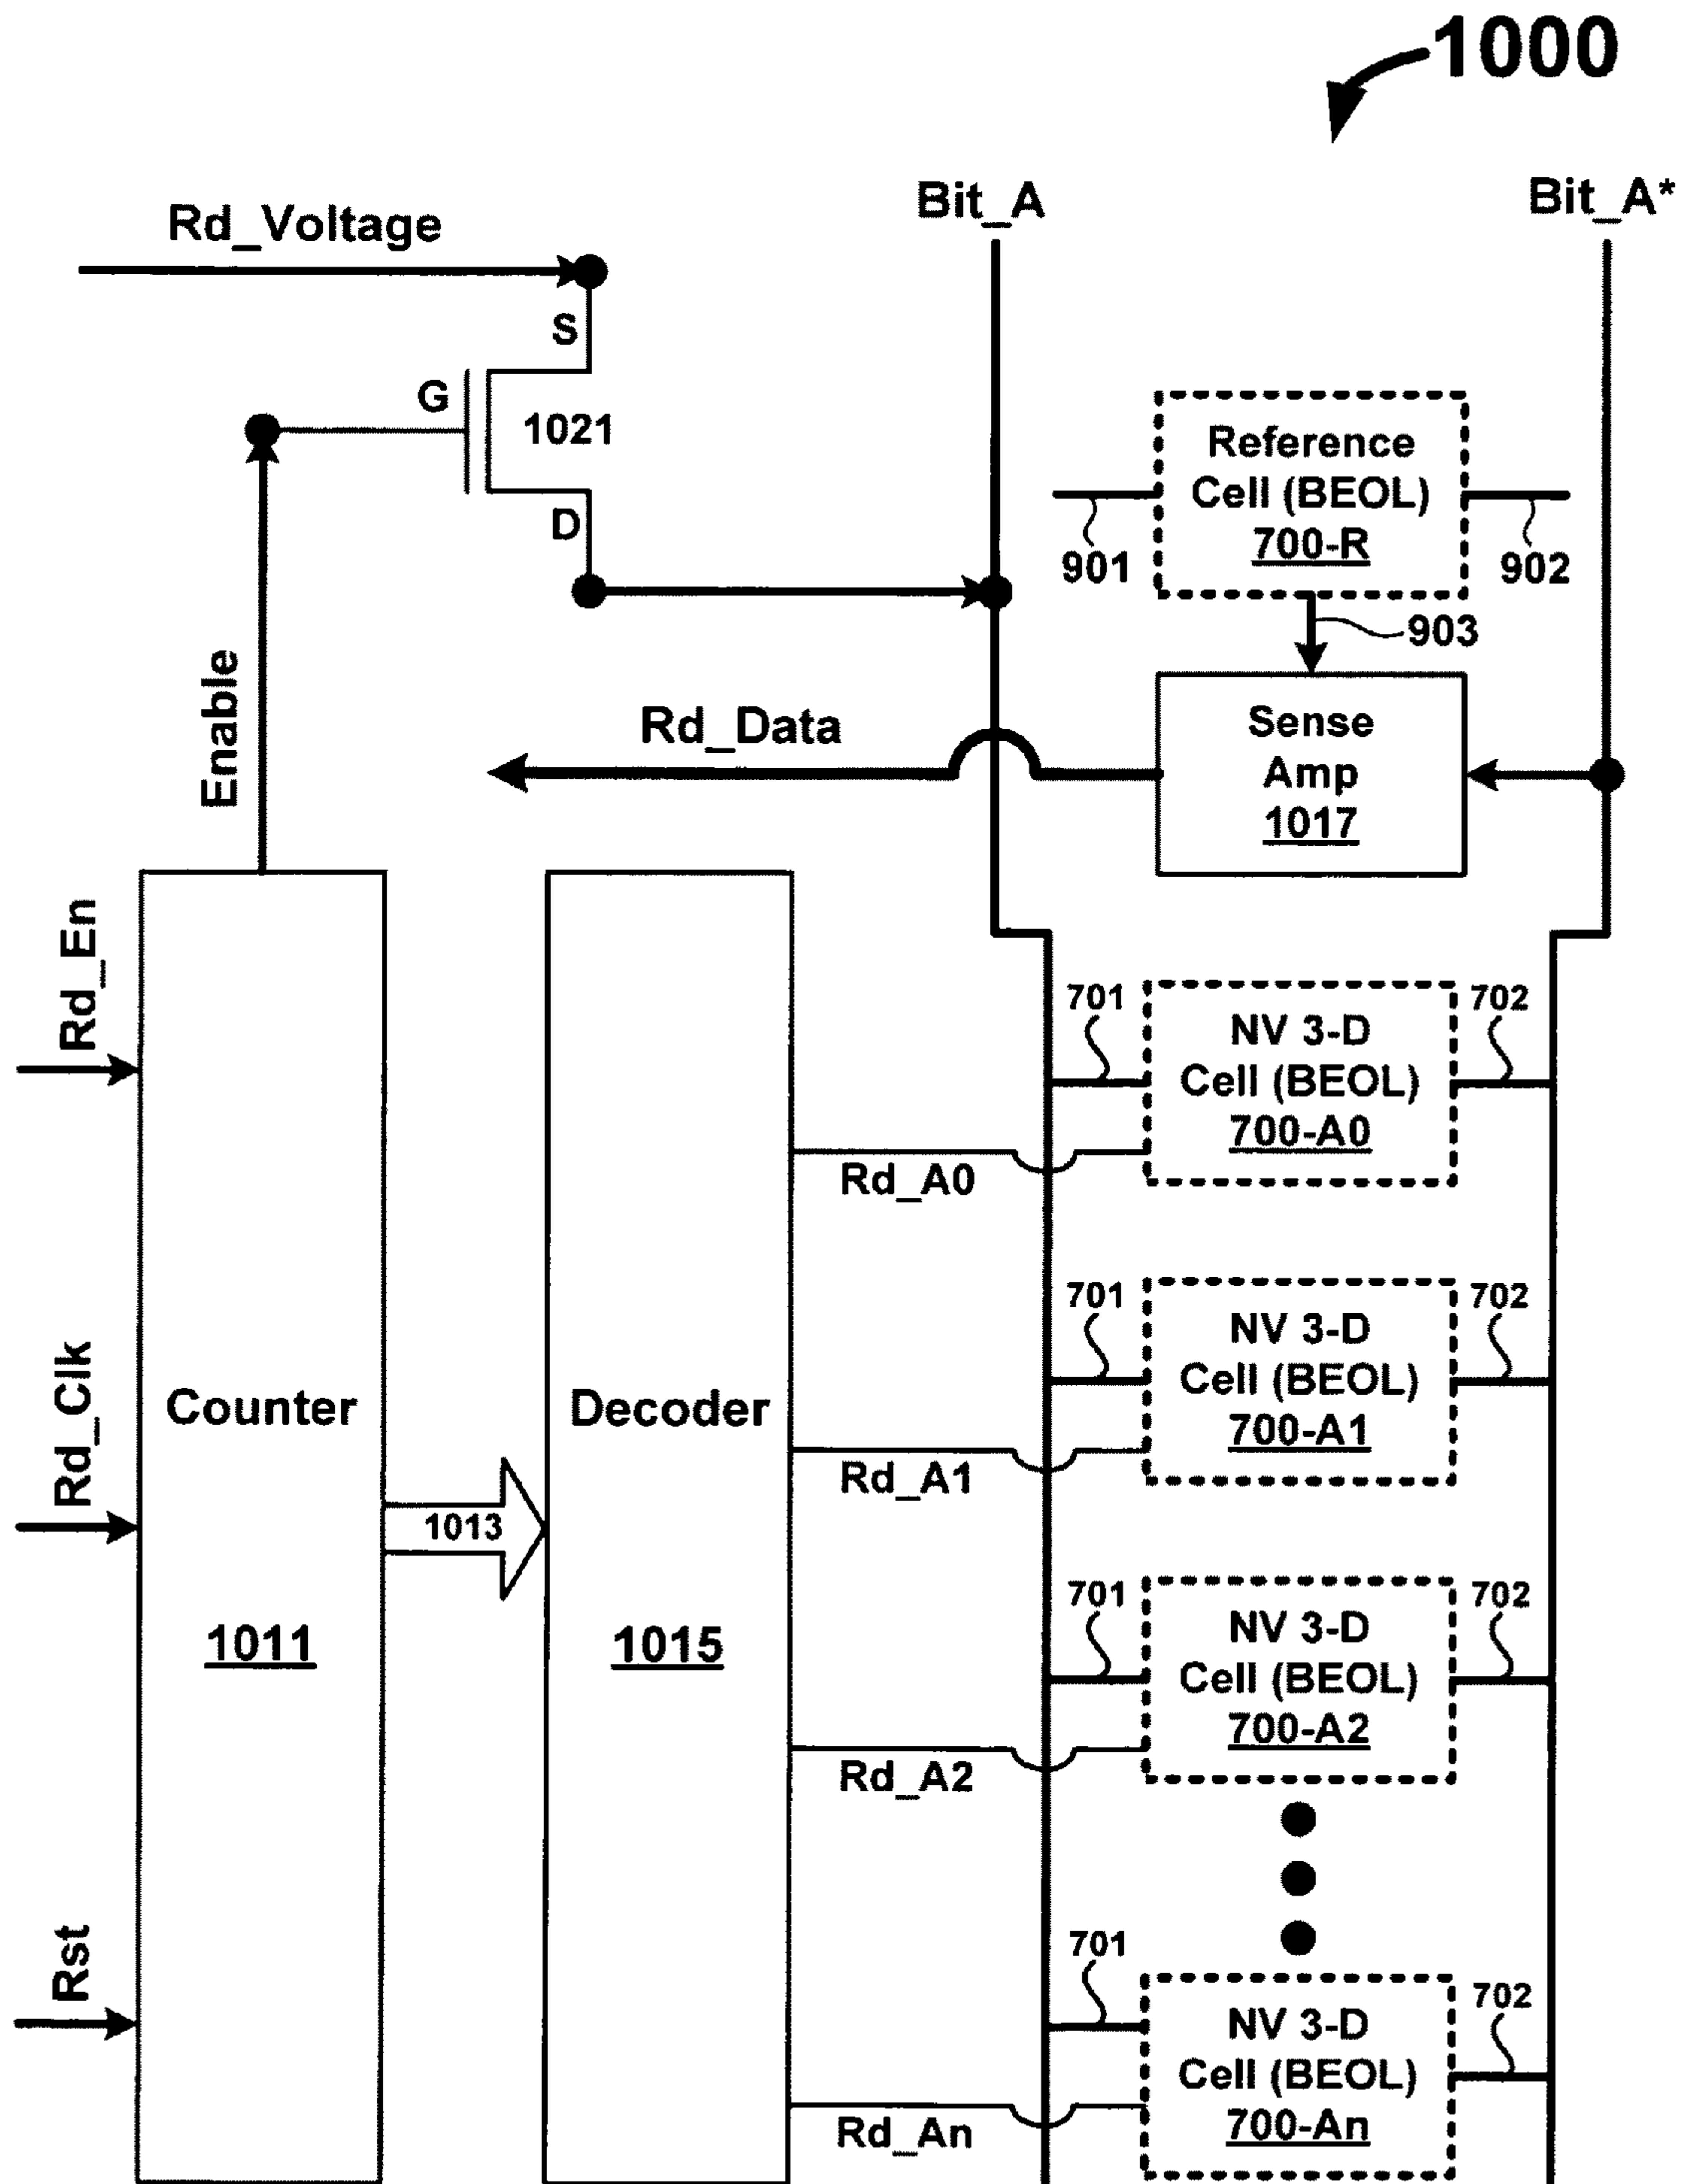 1000
Rd_Voltage
Bit_A
Bit_A*
S
G
1021
D
Reference
Cell (BEOL)
700-R
901
902
903
Enable
Rd_Data
Sense
Amp
1017
Rd_En
Rd_Clk
Rst
Counter
1011
1013
Decoder
1015
701
NV 3-D
Cell (BEOL)
700-A0
702
Rd_A0
701
NV 3-D
Cell (BEOL)
700-A1
702
Rd_A1
701
NV 3-D
Cell (BEOL)
700-A2
702
Rd_A2
701
NV 3-D
Cell (BEOL)
700-An
702
Rd_An